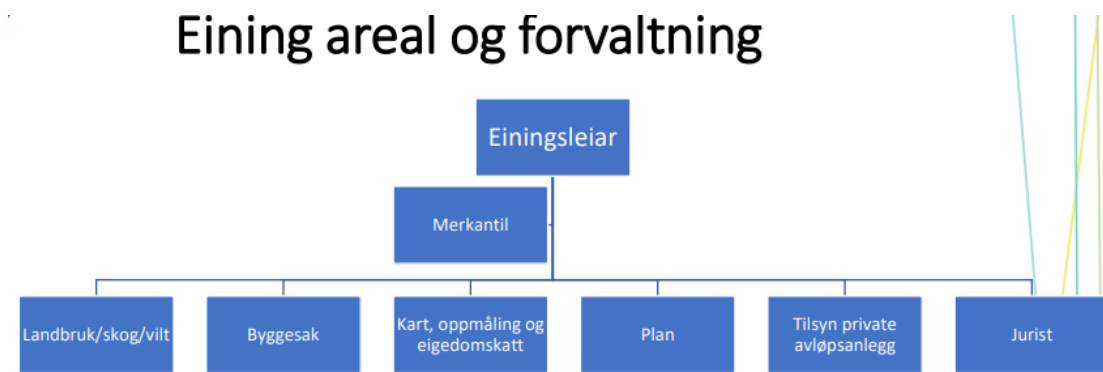 Eining areal og forvaltning
Einingsleiar
Merkantil
Landbruk/skog/vilt
Byggesak
Kart, oppmåling og
eigedomskatt
Plan
Tilsyn private
avløpsanlegg
Jurist